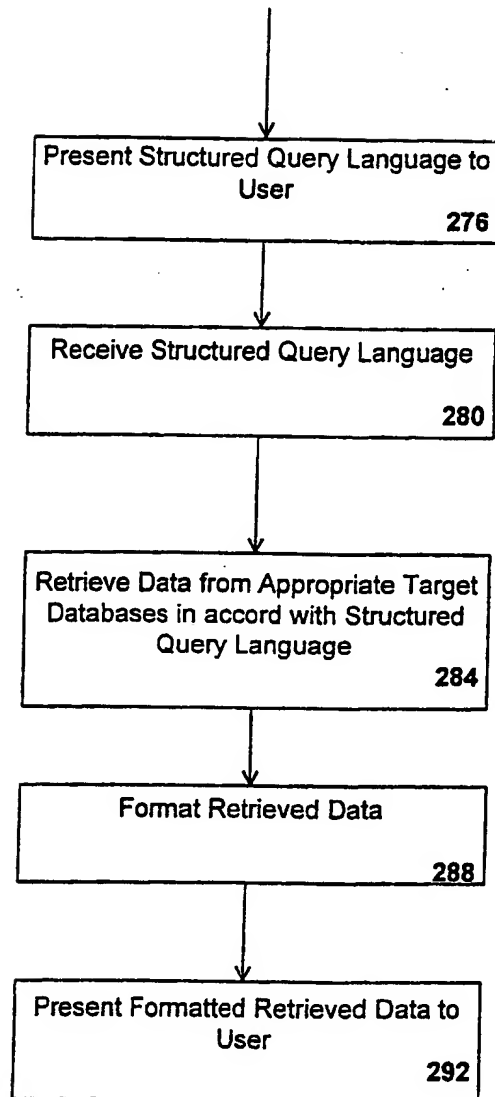 Present Structured Query Language to
User
276
Receive Structured Query Language
280
Retrieve Data from Appropriate Target
Databases in accord with Structured
Query Language
284
Format Retrieved Data
288
Present Formatted Retrieved Data to
User
292